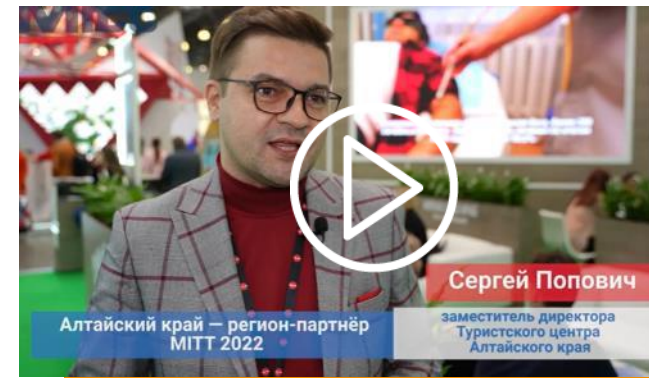 Сергей Попович
Алтайский край — регион-партнёр
MITT 2022
заместитель директора
Туристского центра
Алтайского края